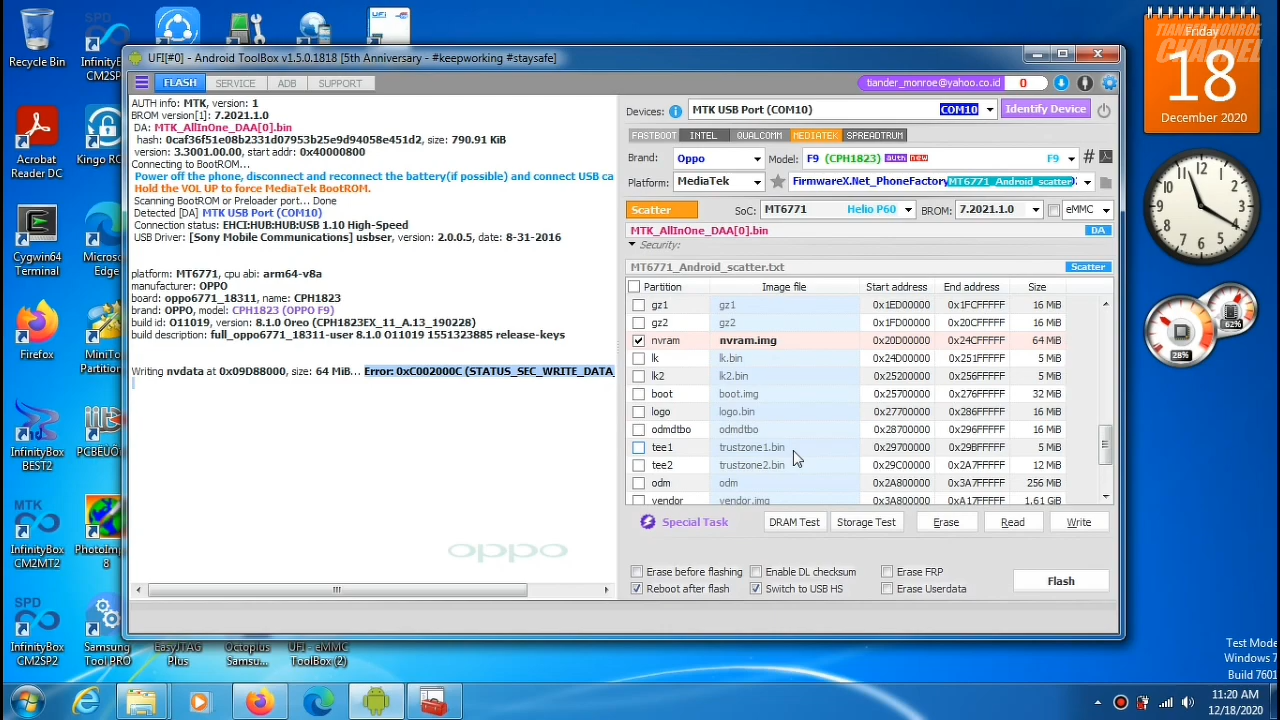 Recycle Bin
SPD
InfinityBox
CM2SP
UFI
Friday
TIANDER MONROE
CHANNEL
18
December 2020
UFI[#0] - Android ToolBox v1.5.0.1818 [5th Anniversary - #keepworking #staysafe]
FLASH
SERVICE
ADB
SUPPORT
tiander_monroe@yahoo.co.id
0
AUTH info: MTK, version: 1
BROM version[1]: 7.2021.1.0
DA: MTK_AllInOne_DAA[0].bin
hash: 0caf36f51e08b2331d07953b25e9d94058e451d2, size: 790.91 KiB
version: 3.3001.00.00, start addr: 0x40000800
Connecting to BootROM...
Power off the phone, disconnect and reconnect the battery(if possible) and connect USB ca
Hold the VOL UP to force MediaTek BootROM.
Scanning BootROM or Preloader port... Done
Detected [DA] MTK USB Port (COM10)
Connection status: EHCI:HUB:HUB:USB 1.10 High-Speed
USB Driver: [Sony Mobile Communications] usbser, version: 2.0.0.5, date: 8-31-2016
platform: MT6771, cpu abi: arm64-v8a
manufacturer: OPPO
board: oppo6771_18311, name: CPH1823
brand: OPPO, model: CPH1823 (OPPO F9)
build id: O11019, version: 8.1.0 Oreo (CPH1823EX_11_A.13_190228)
build description: full_oppo6771_18311-user 8.1.0 O11019 1551323885 release-keys
Writing nvdata at 0x09D88000, size: 64 MiB... Error: 0xC002000C (STATUS_SEC_WRITE_DATA_
oppo
Devices:
MTK USB Port (COM10)
COM10
Identify Device
FASTBOOT
INTEL
QUALCOMM
MEDIATEK
SPREADTRUM
Brand:
Oppo
Model:
F9 (CPH1823)
auth
new
F9
#
Platform:
MediaTek
FirmwareX.Net_PhoneFactory\MT6771_Android_scatter).
Scatter
SoC:
MT6771
Helio P60
BROM:
7.2021.1.0
eMMC
MTK_AllInOne_DAA[0].bin
DA
Security:
MT6771_Android_scatter.txt
Scatter
Partition Image file Start address End address Size
gz1 gz1 0x1ED00000 0x1FCFFFFF 16 MiB
gz2 gz2 0x1FD00000 0x20CFFFFF 16 MiB
nvram nvram.img 0x20D00000 0x24CFFFFF 64 MiB
lk lk.bin 0x24D00000 0x251FFFFF 5 MiB
lk2 lk2.bin 0x25200000 0x256FFFFF 5 MiB
boot boot.img 0x25700000 0x276FFFFF 32 MiB
logo logo.bin 0x27700000 0x286FFFFF 16 MiB
odmdtbo odmdtbo 0x28700000 0x296FFFFF 16 MiB
tee1 trustzone1.bin 0x29700000 0x29BFFFFF 5 MiB
tee2 trustzone2.bin 0x29C00000 0x2A7FFFFF 12 MiB
odm odm 0x2A800000 0x3A7FFFFF 256 MiB
vendor vendor.img 0x3A800000 0xA17FFFFF 1.61 GiB
Special Task
DRAM Test
Storage Test
Erase
Read
Write
Erase before flashing
Enable DL checksum
Erase FRP
Reboot after flash
Switch to USB HS
Erase Userdata
Flash
Acrobat
Reader DC
Kingo RO
Cygwin64
Terminal
Micros
Edge
Firefox
MiniTo
Partition
InfinityBox
BEST2
MTK
InfinityBox
CM2MT2
PhotoImp
8
SPD
InfinityBox
CM2SP2
Samsung
Tool PRO
EasyJTAG
Plus
Octoplus
Samsu...
UFI - eMMC
ToolBox (2)
28%
62%
Test Mode
Windows 7
Build 7601
11:20 AM
12/18/2020